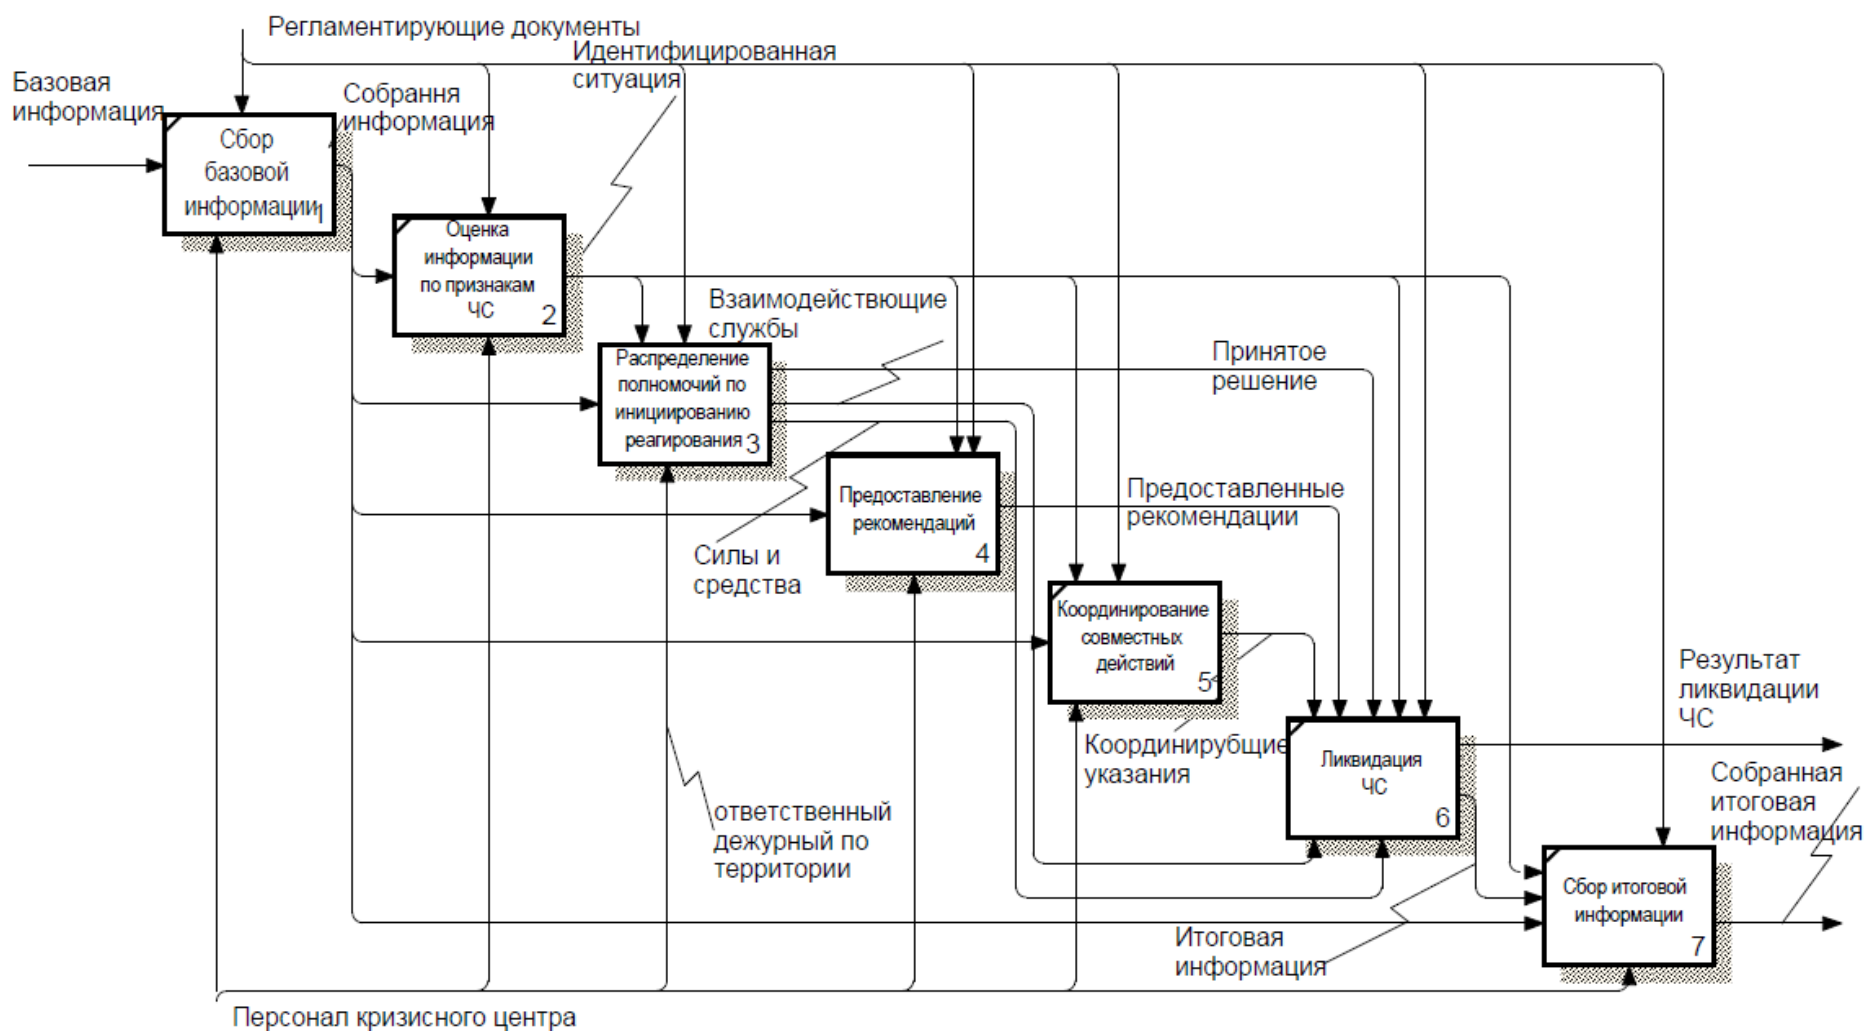 Регламентирующие документы
Идентифицированная
ситуация
Базовая
информация
Собрання
информация
Сбор
базовой
информации
1
Оценка
информации
по признакам
ЧС
2
Взаимодействующие
службы
Принятое
решение
Распределение
полномочий по
инициированию
реагирования
3
Предоставление
рекомендаций
4
Предоставленные
рекомендации
Силы и
средства
Координирование
совместных
действий
5
Результат
ликвидации
ЧС
Координирубщие
указания
Ликвидация
ЧС
6
Собранная
итоговая
информация
ответственный
дежурный по
территории
Сбор итоговой
информации
7
Итоговая
информация
Персонал кризисного центра